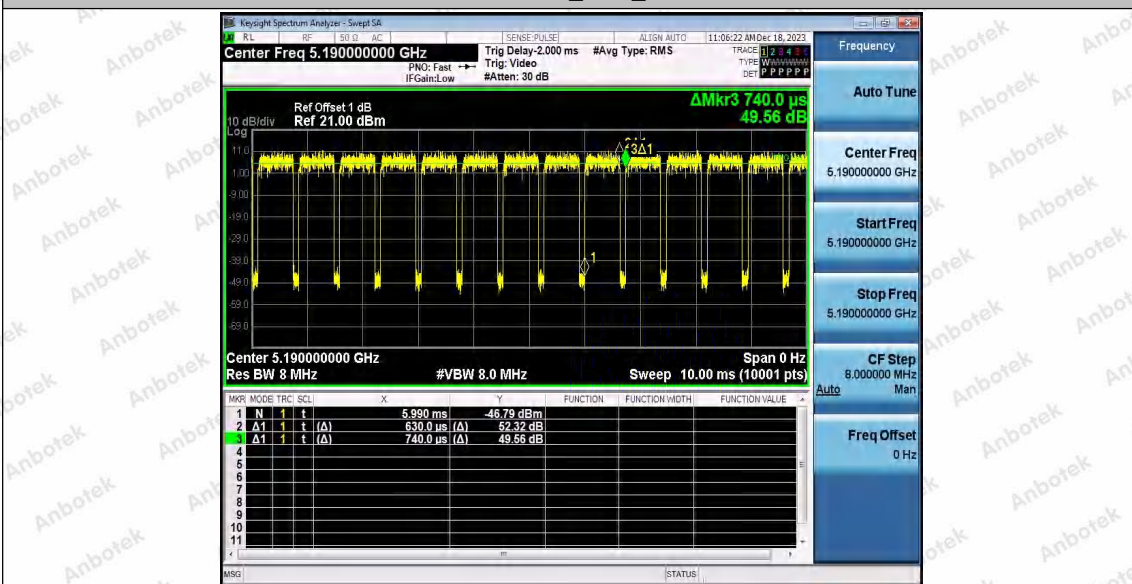 Keysight Spectrum Analyzer - Swept SA
RL RF 50 Ω AC SENSE:PULSE ALIGN AUTO 11:06:22 AM Dec 18, 2023
Center Freq 5.190000000 GHz
PNO: Fast
IFGain:Low
Trig Delay-2.000 ms
Trig: Video
#Atten: 30 dB
#Avg Type: RMS
TRACE 1 2 3 4 5 6
TYPE W
DET P P P P P P
ΔMkr3 740.0 µs
49.56 dB
Ref Offset 1 dB
10 dB/div Ref 21.00 dBm
Log
11.0
1.00
-9.00
-19.0
-29.0
-39.0
-49.0
-59.0
-69.0
3Δ1
1
Center 5.190000000 GHz Span 0 Hz
Res BW 8 MHz #VBW 8.0 MHz Sweep 10.00 ms (10001 pts)
MKR MODE TRC SCL X Y FUNCTION FUNCTION WIDTH FUNCTION VALUE
1 N 1 t 5.990 ms -46.79 dBm
2 Δ1 1 t (Δ) 630.0 µs (Δ) 52.32 dB
3 Δ1 1 t (Δ) 740.0 µs (Δ) 49.56 dB
4
5
6
7
8
9
10
11
MSG STATUS
Frequency
Auto Tune
Center Freq
5.190000000 GHz
Start Freq
5.190000000 GHz
Stop Freq
5.190000000 GHz
CF Step
8.000000 MHz
Auto Man
Freq Offset
0 Hz
Anbotek